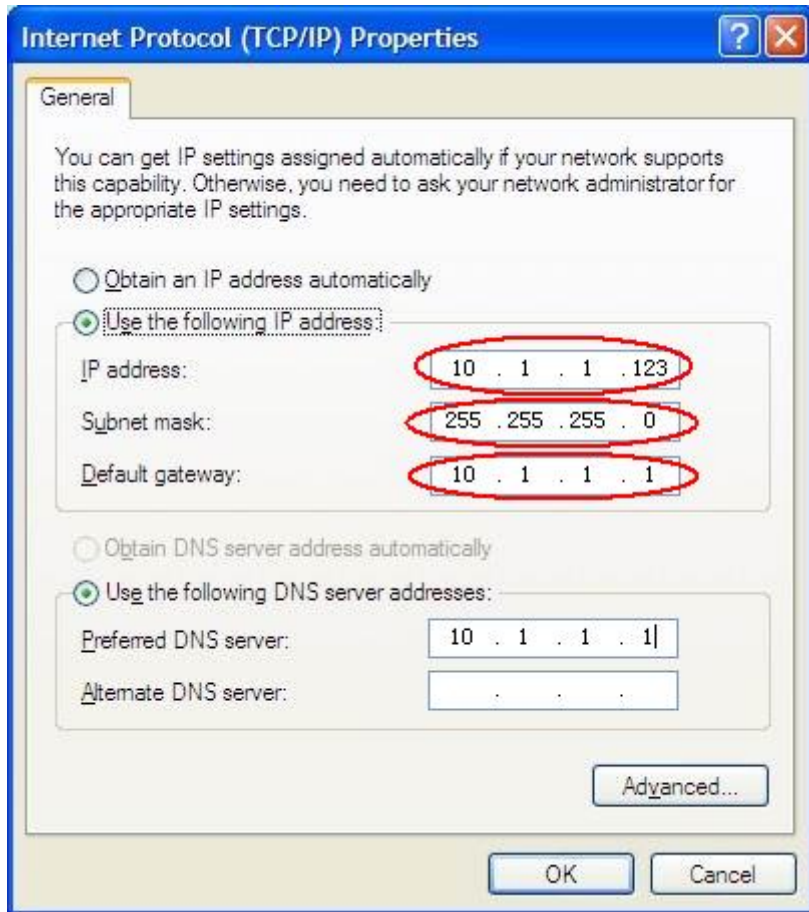 Internet Protocol (TCP/IP) Properties
General
You can get IP settings assigned automatically if your network supports
this capability. Otherwise, you need to ask your network administrator for
the appropriate IP settings.
Obtain an IP address automatically
Use the following IP address:
IP address: 10 . 1 . 1 . 123
Subnet mask: 255 . 255 . 255 . 0
Default gateway: 10 . 1 . 1 . 1
Obtain DNS server address automatically
Use the following DNS server addresses:
Preferred DNS server: 10 . 1 . 1 . 1
Alternate DNS server: . . .
Advanced...
OK Cancel